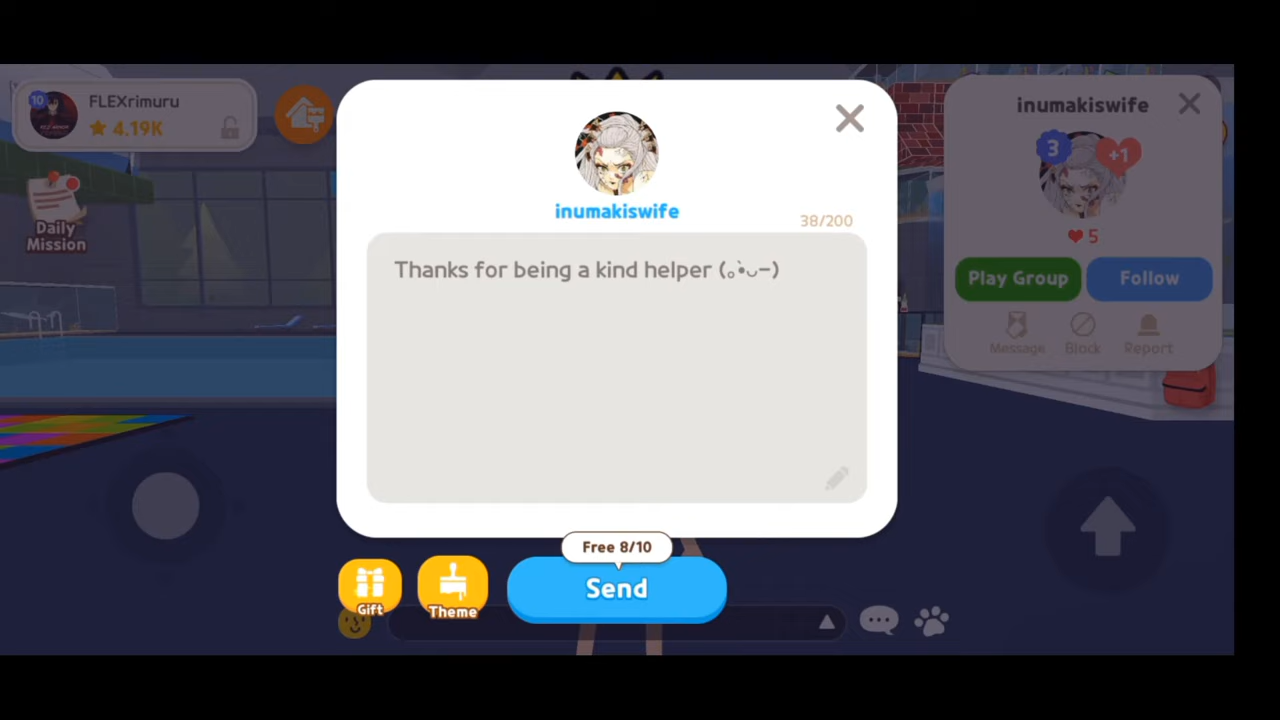 10
FLEXrimuru
4.19K
Daily
Mission
inumakiswife
38/200
Thanks for being a kind helper (｡•̀ᴗ-)
Free 8/10
Send
Gift
Theme
inumakiswife
3
+1
5
Play Group
Follow
Message
Block
Report